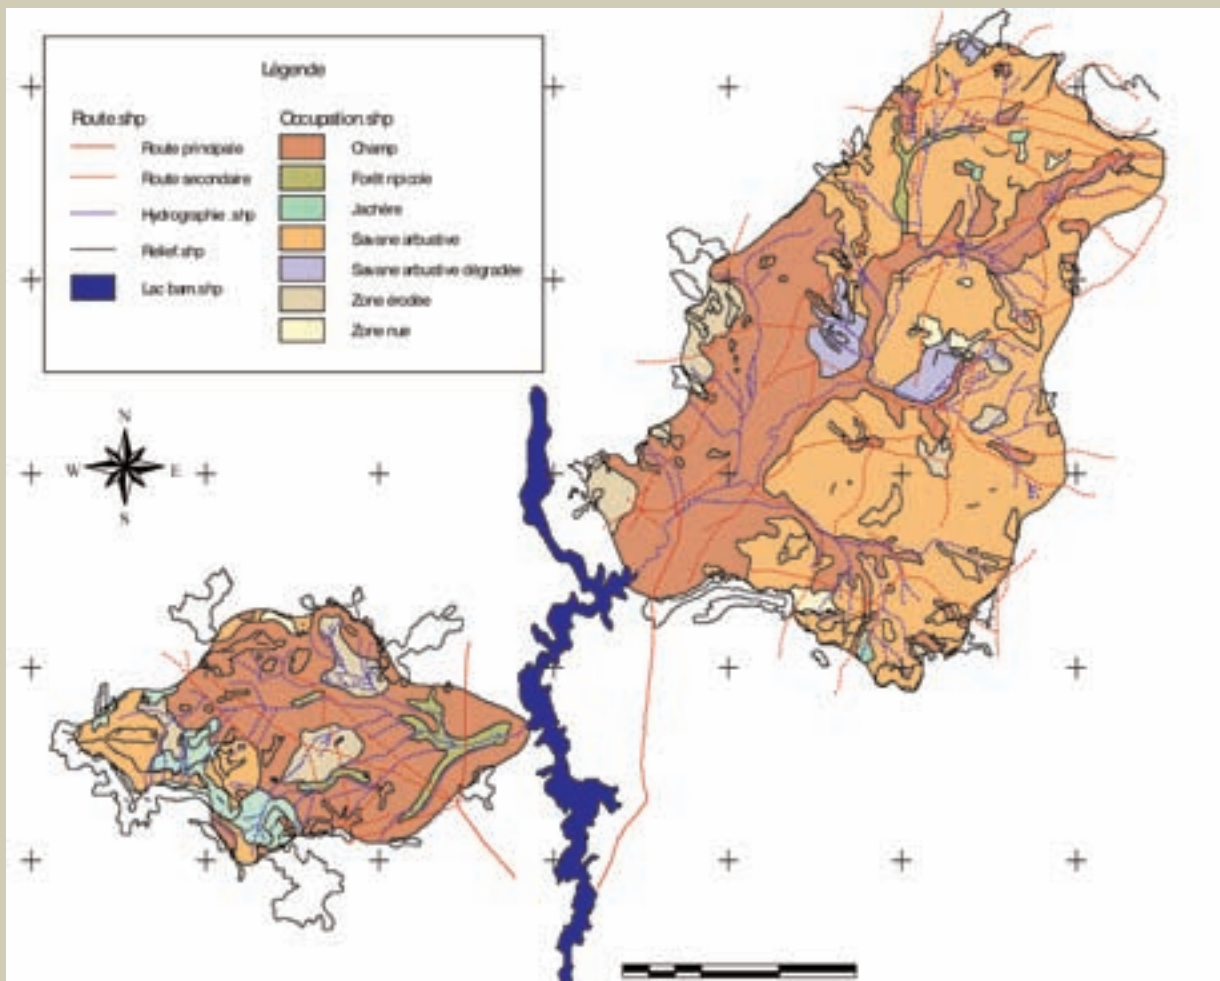 Légende
Route.shp
Route principale
Route secondaire
Hydrographie .shp
Relief.shp
Lac bam.shp
Occupation.shp
Champ
Forêt ripicole
Jachère
Savane arbustive
Savane arbustive dégradée
Zone érodée
Zone nue
N
W E
S